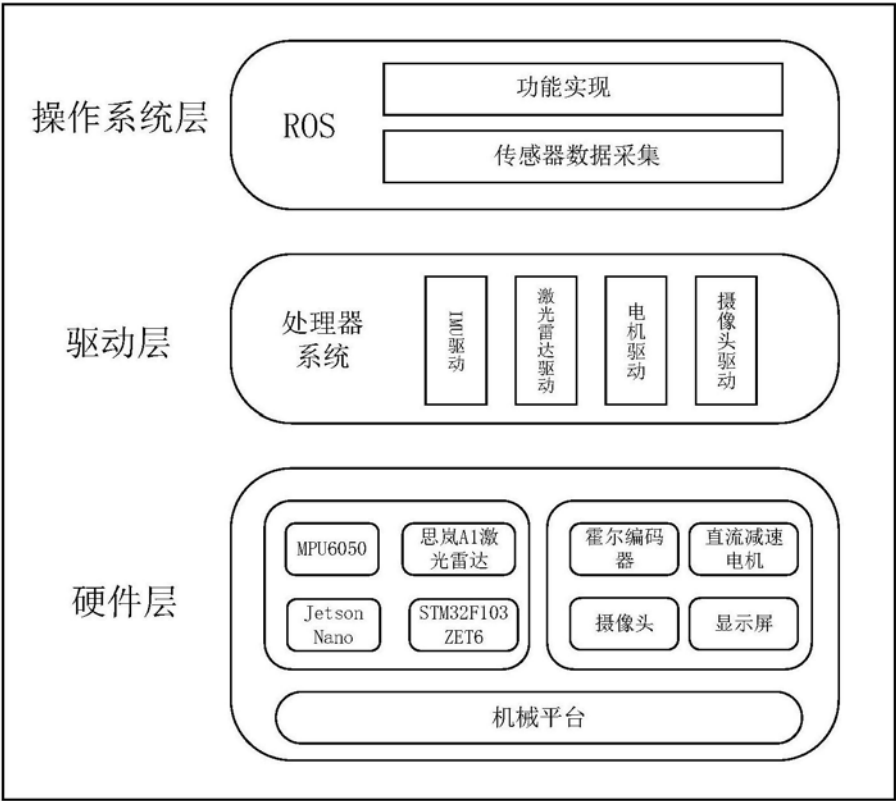 操作系统层
ROS
功能实现
传感器数据采集
驱动层
处理器
系统
IMU驱动
激光雷达驱动
电机驱动
摄像头驱动
硬件层
MPU6050
思岚A1激
光雷达
霍尔编码
器
直流减速
电机
Jetson
Nano
STM32F103
ZET6
摄像头
显示屏
机械平台